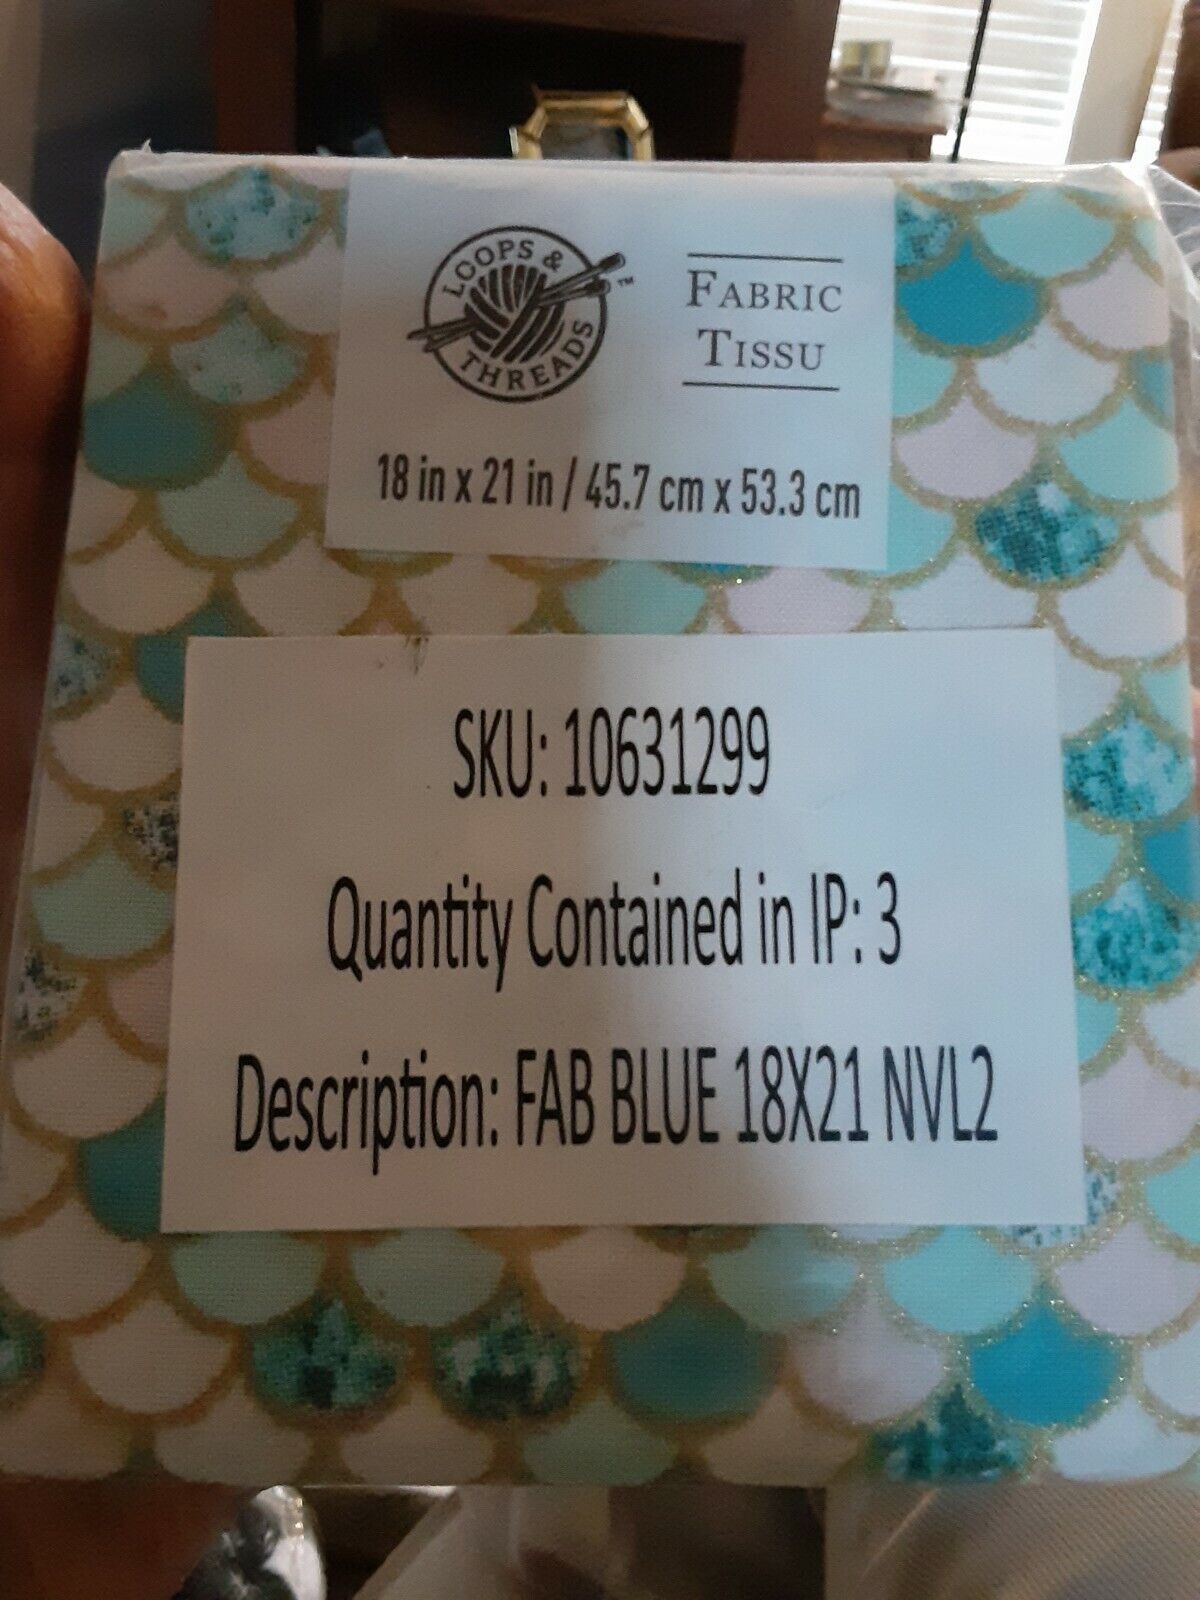 LOOPS &
THREADS™
FABRIC
TISSU
18 in x 21 in / 45.7 cm x 53.3 cm
SKU: 10631299
Quantity Contained in IP: 3
Description: FAB BLUE 18X21 NVL2